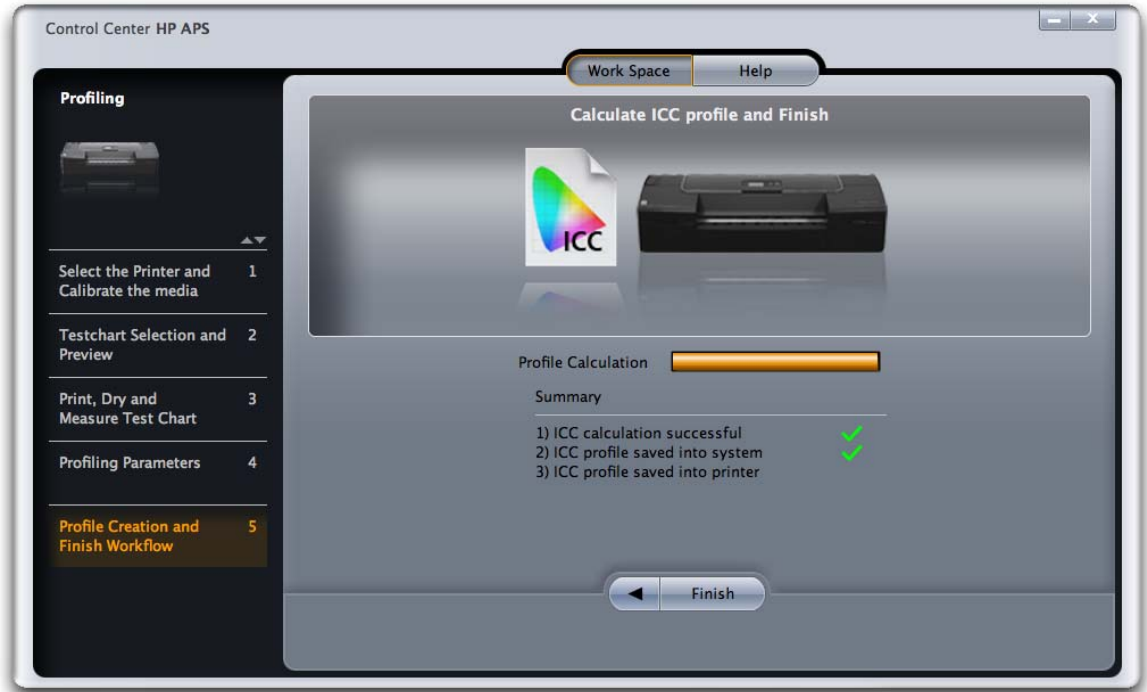 Control Center HP APS
Work Space
Help
Profiling
Select the Printer and 1
Calibrate the media
Testchart Selection and 2
Preview
Print, Dry and 3
Measure Test Chart
Profiling Parameters 4
Profile Creation and 5
Finish Workflow
Calculate ICC profile and Finish
ICC
Profile Calculation
Summary
1) ICC calculation successful
2) ICC profile saved into system
3) ICC profile saved into printer
Finish